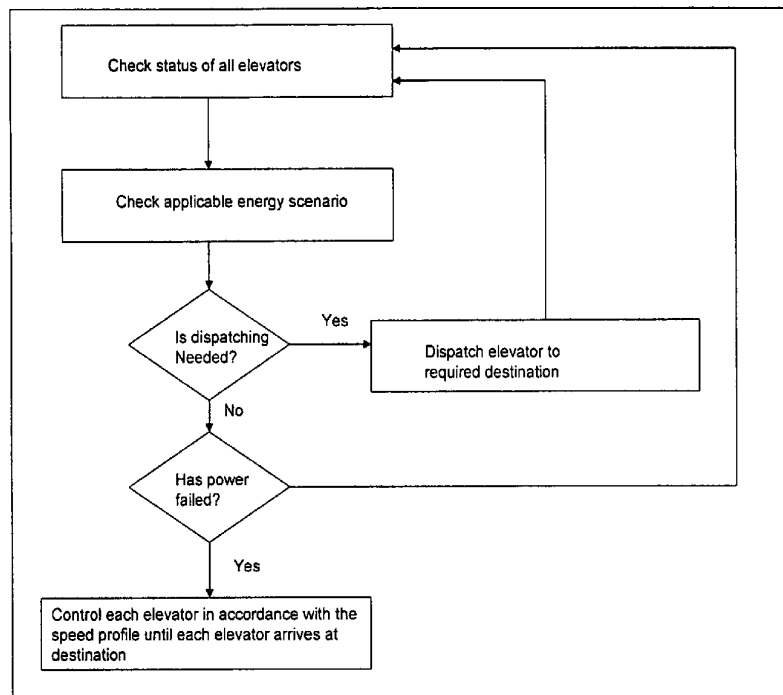 Check status of all elevators
Check applicable energy scenario
Is dispatching
Needed?
Yes
Dispatch elevator to
required destination
No
Has power
failed?
Yes
Control each elevator in accordance with the
speed profile until each elevator arrives at
destination